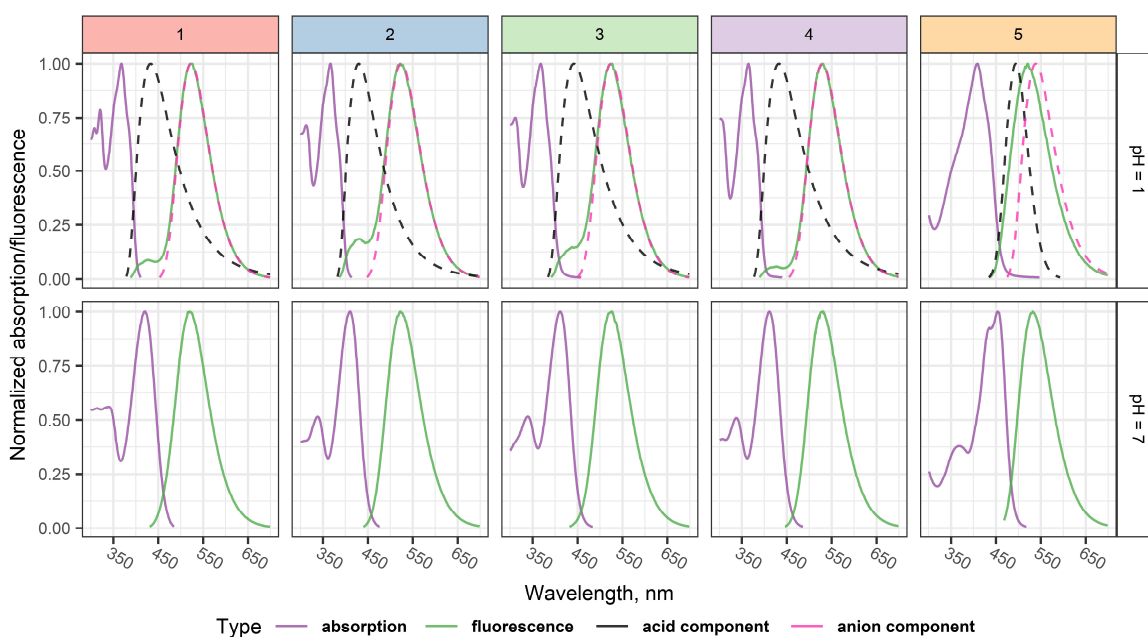 1 2 3 4 5
1.00
0.75
0.50
0.25
0.00
pH = 1
1.00
0.75
0.50
0.25
0.00
pH = 7
Normalized absorption/fluorescence
350 450 550 650 350 450 550 650 350 450 550 650 350 450 550 650 350 450 550 650
Wavelength, nm
Type absorption fluorescence acid component anion component